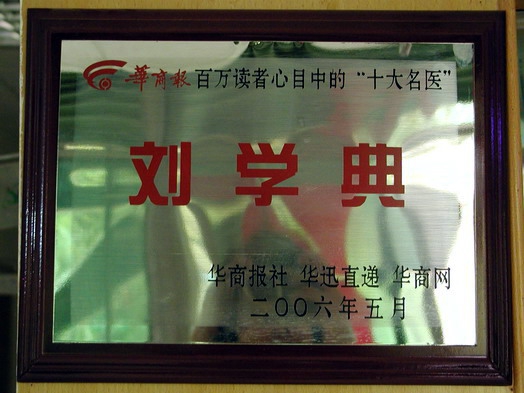 華商報 百万读者心目中的“十大名医”
刘学典
华商报社 华迅直递 华商网
二〇〇六年五月